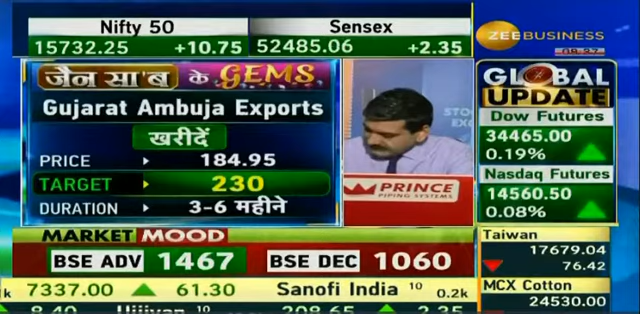 Nifty 50
15732.25 +10.75
Sensex
52485.06 +2.35
ZEE BUSINESS
जैन सा'ब के GEMS
Gujarat Ambuja Exports
खरीदें
PRICE 184.95
TARGET 230
DURATION 3-6 महीने
PRINCE
PIPING SYSTEMS
GLOBAL
UPDATE
Dow Futures
34465.00
0.19%
Nasdaq Futures
14560.50
0.08%
MARKET MOOD
BSE ADV 1467 BSE DEC 1060
Taiwan
17679.04
76.42
MCX Cotton
24530.00
7337.00 61.30 Sanofi India 10 0.2k